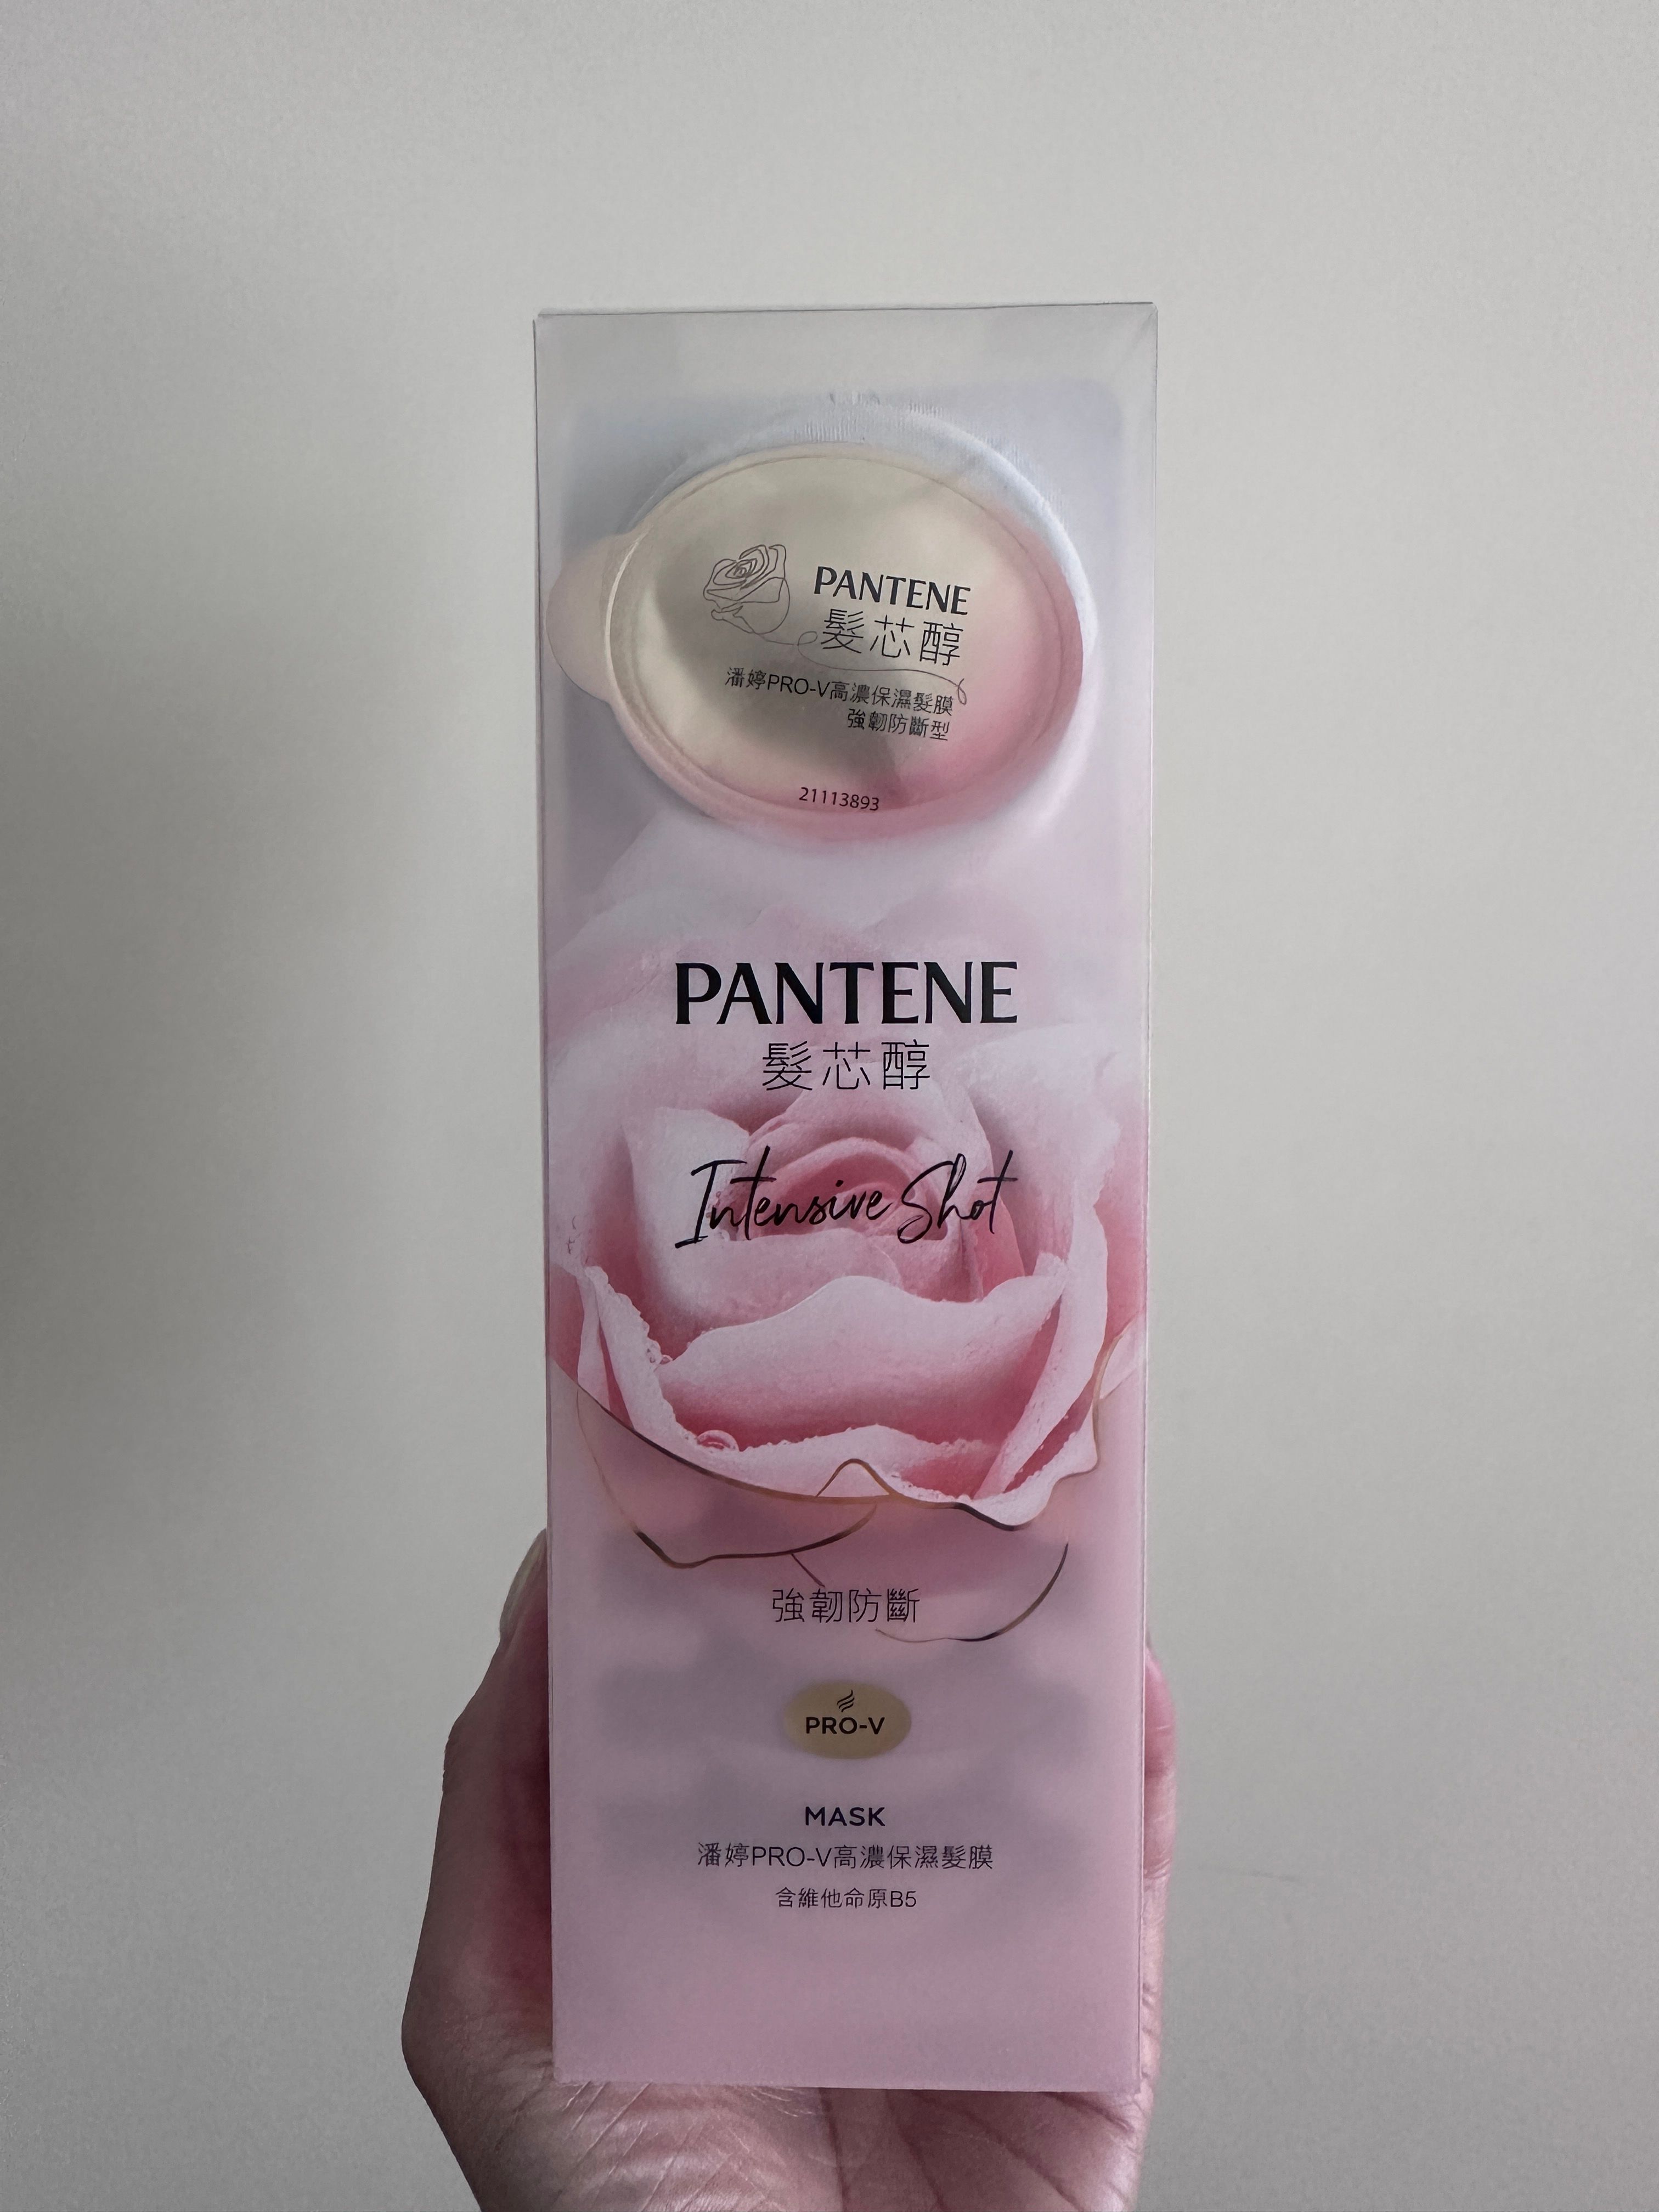 PANTENE
髮芯醇
潘婷PRO-V高濃保濕髮膜
強韌防斷型
21113893
PANTENE
髮芯醇
Intensive Shot
強韌防斷
PRO-V
MASK
潘婷PRO-V高濃保濕髮膜
含維他命原B5